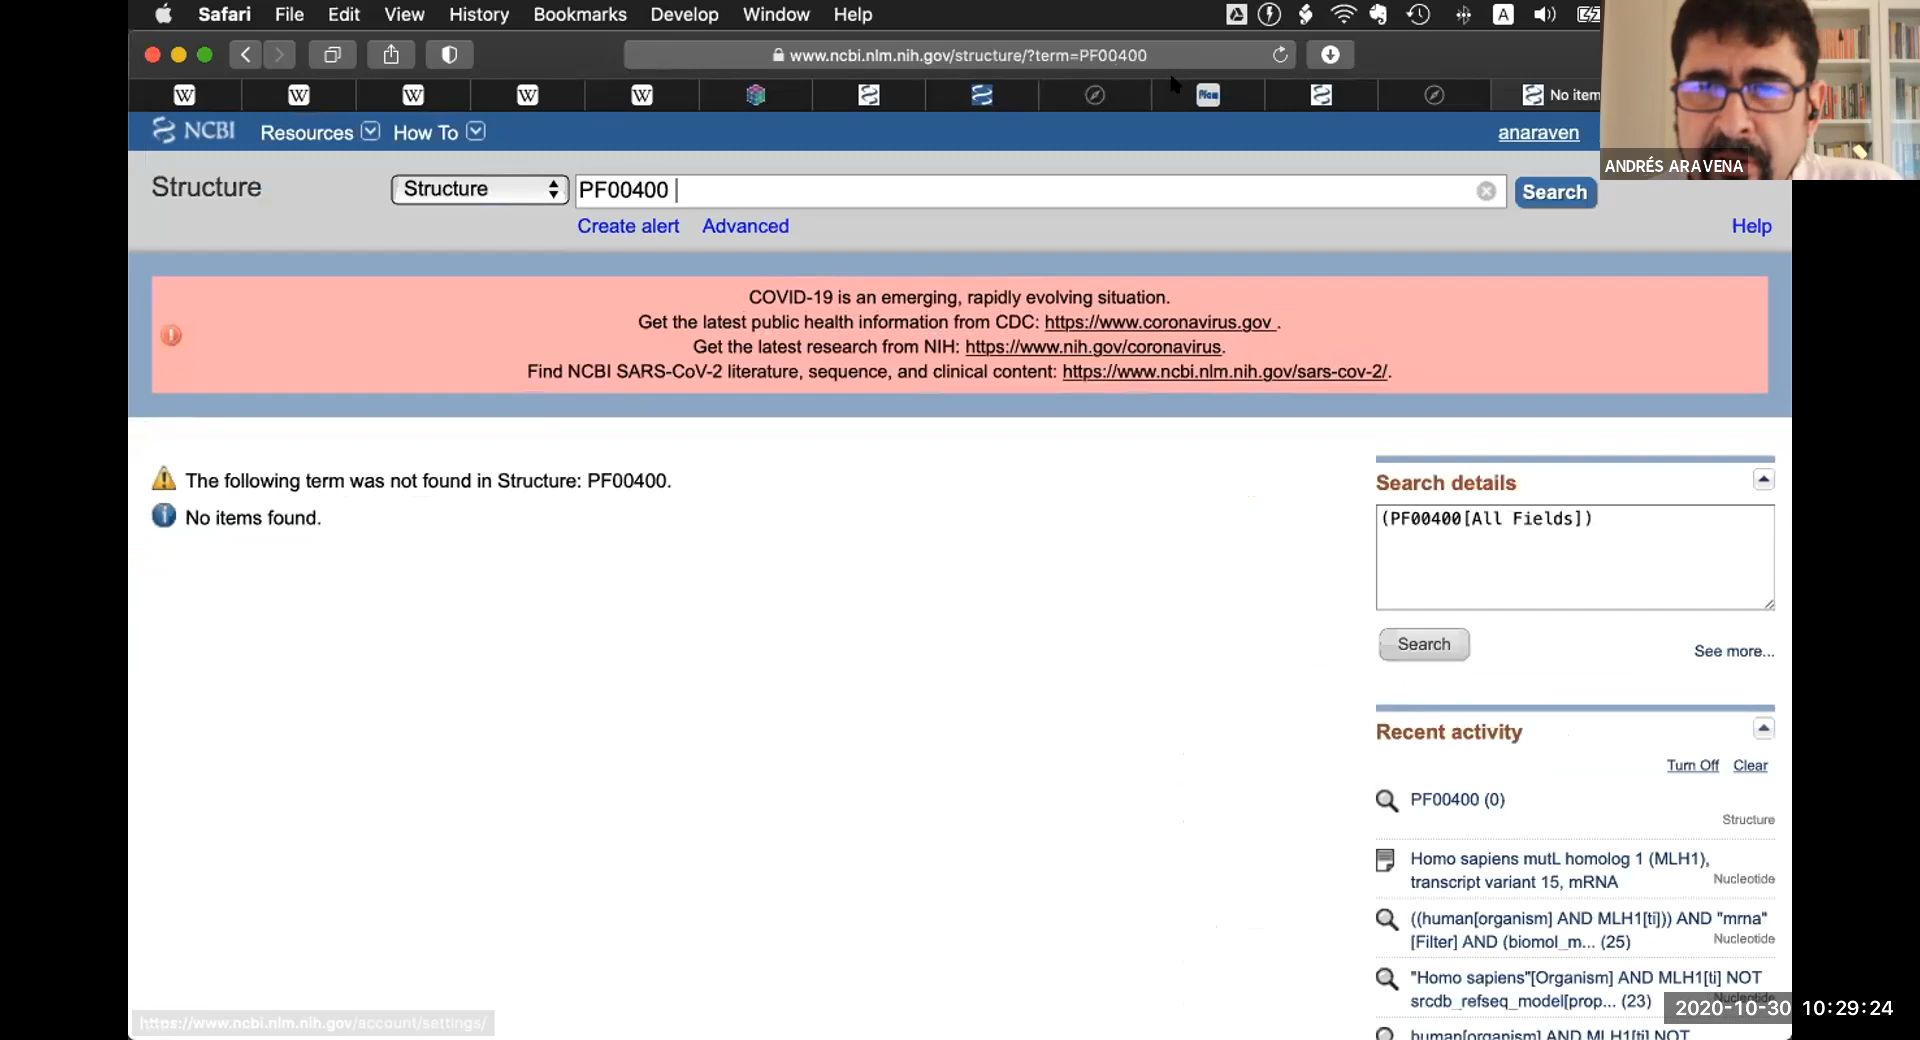 Safari File Edit View History Bookmarks Develop Window Help
A
www.ncbi.nlm.nih.gov/structure/?term=PF00400
W W W W W Pfam No item
NCBI Resources How To anaraven
ANDRÉS ARAVENA
Structure Structure PF00400 Search
Create alert Advanced Help
COVID-19 is an emerging, rapidly evolving situation.
Get the latest public health information from CDC: https://www.coronavirus.gov .
Get the latest research from NIH: https://www.nih.gov/coronavirus.
Find NCBI SARS-CoV-2 literature, sequence, and clinical content: https://www.ncbi.nlm.nih.gov/sars-cov-2/.
The following term was not found in Structure: PF00400.
No items found.
Search details
(PF00400[All Fields])
Search See more...
Recent activity
Turn Off Clear
PF00400 (0)
Structure
Homo sapiens mutL homolog 1 (MLH1),
transcript variant 15, mRNA Nucleotide
((human[organism] AND MLH1[ti])) AND "mrna"
[Filter] AND (biomol_m... (25) Nucleotide
"Homo sapiens"[Organism] AND MLH1[ti] NOT
srcdb_refseq_model[prop... (23) Nucleotide
2020-10-30 10:29:24
https://www.ncbi.nlm.nih.gov/account/settings/
human[organism] AND MLH1[ti] NOT